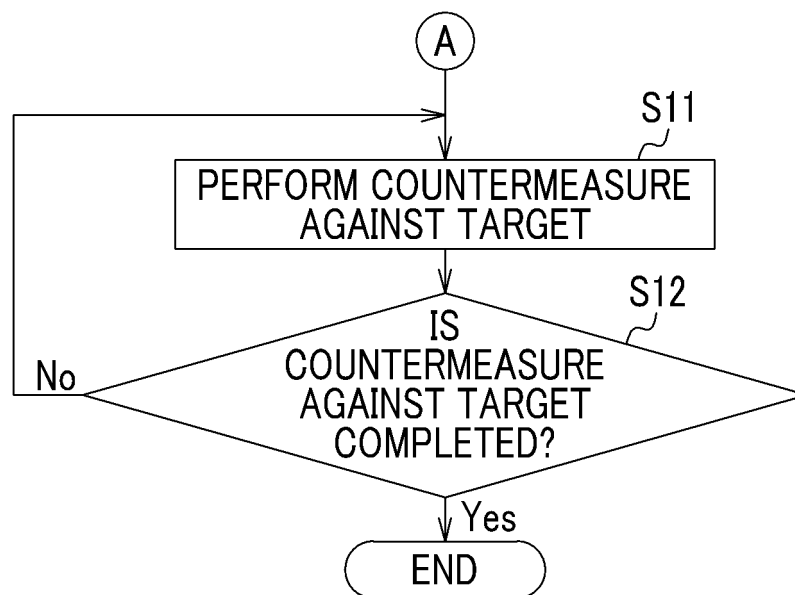 A
S11
PERFORM COUNTERMEASURE
AGAINST TARGET
S12
IS
COUNTERMEASURE
AGAINST TARGET
COMPLETED?
No
Yes
END